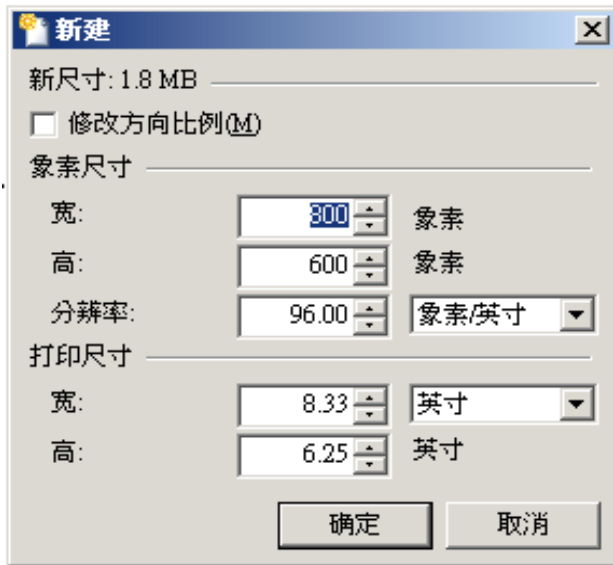 新建
新尺寸: 1.8 MB
修改方向比例(M)
象素尺寸
宽: 800 象素
高: 600 象素
分辨率: 96.00 象素/英寸
打印尺寸
宽: 8.33 英寸
高: 6.25 英寸
确定 取消